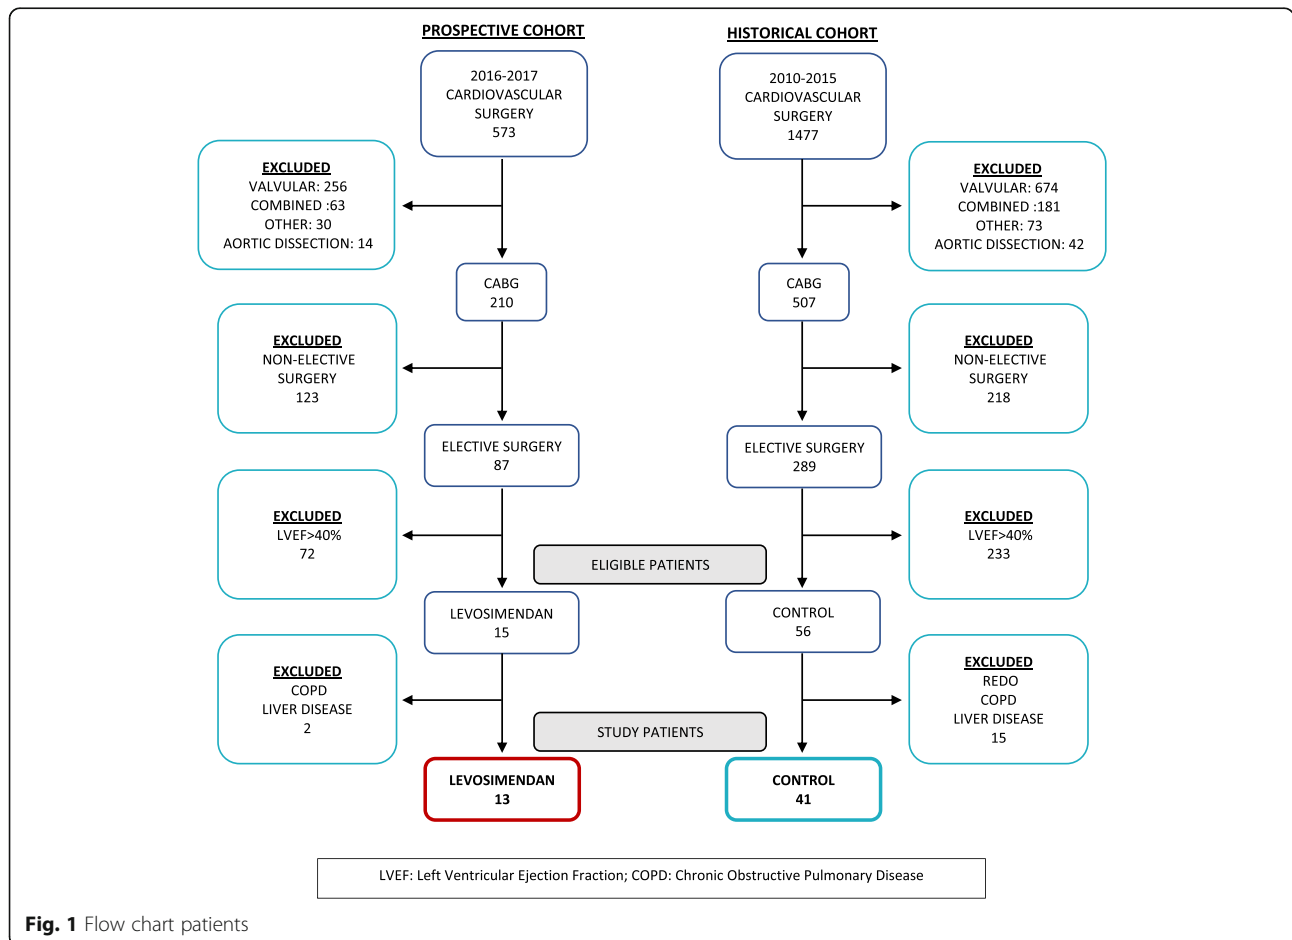 PROSPECTIVE COHORT
2016-2017
CARDIOVASCULAR
SURGERY
573
EXCLUDED
VALVULAR: 256
COMBINED :63
OTHER: 30
AORTIC DISSECTION: 14
CABG
210
EXCLUDED
NON-ELECTIVE
SURGERY
123
ELECTIVE SURGERY
87
EXCLUDED
LVEF>40%
72
LEVOSIMENDAN
15
EXCLUDED
COPD
LIVER DISEASE
2
LEVOSIMENDAN
13
HISTORICAL COHORT
2010-2015
CARDIOVASCULAR
SURGERY
1477
EXCLUDED
VALVULAR: 674
COMBINED :181
OTHER: 73
AORTIC DISSECTION: 42
CABG
507
EXCLUDED
NON-ELECTIVE
SURGERY
218
ELECTIVE SURGERY
289
EXCLUDED
LVEF>40%
233
ELIGIBLE PATIENTS
CONTROL
56
EXCLUDED
REDO
COPD
LIVER DISEASE
15
STUDY PATIENTS
CONTROL
41
LVEF: Left Ventricular Ejection Fraction; COPD: Chronic Obstructive Pulmonary Disease
Fig. 1 Flow chart patients